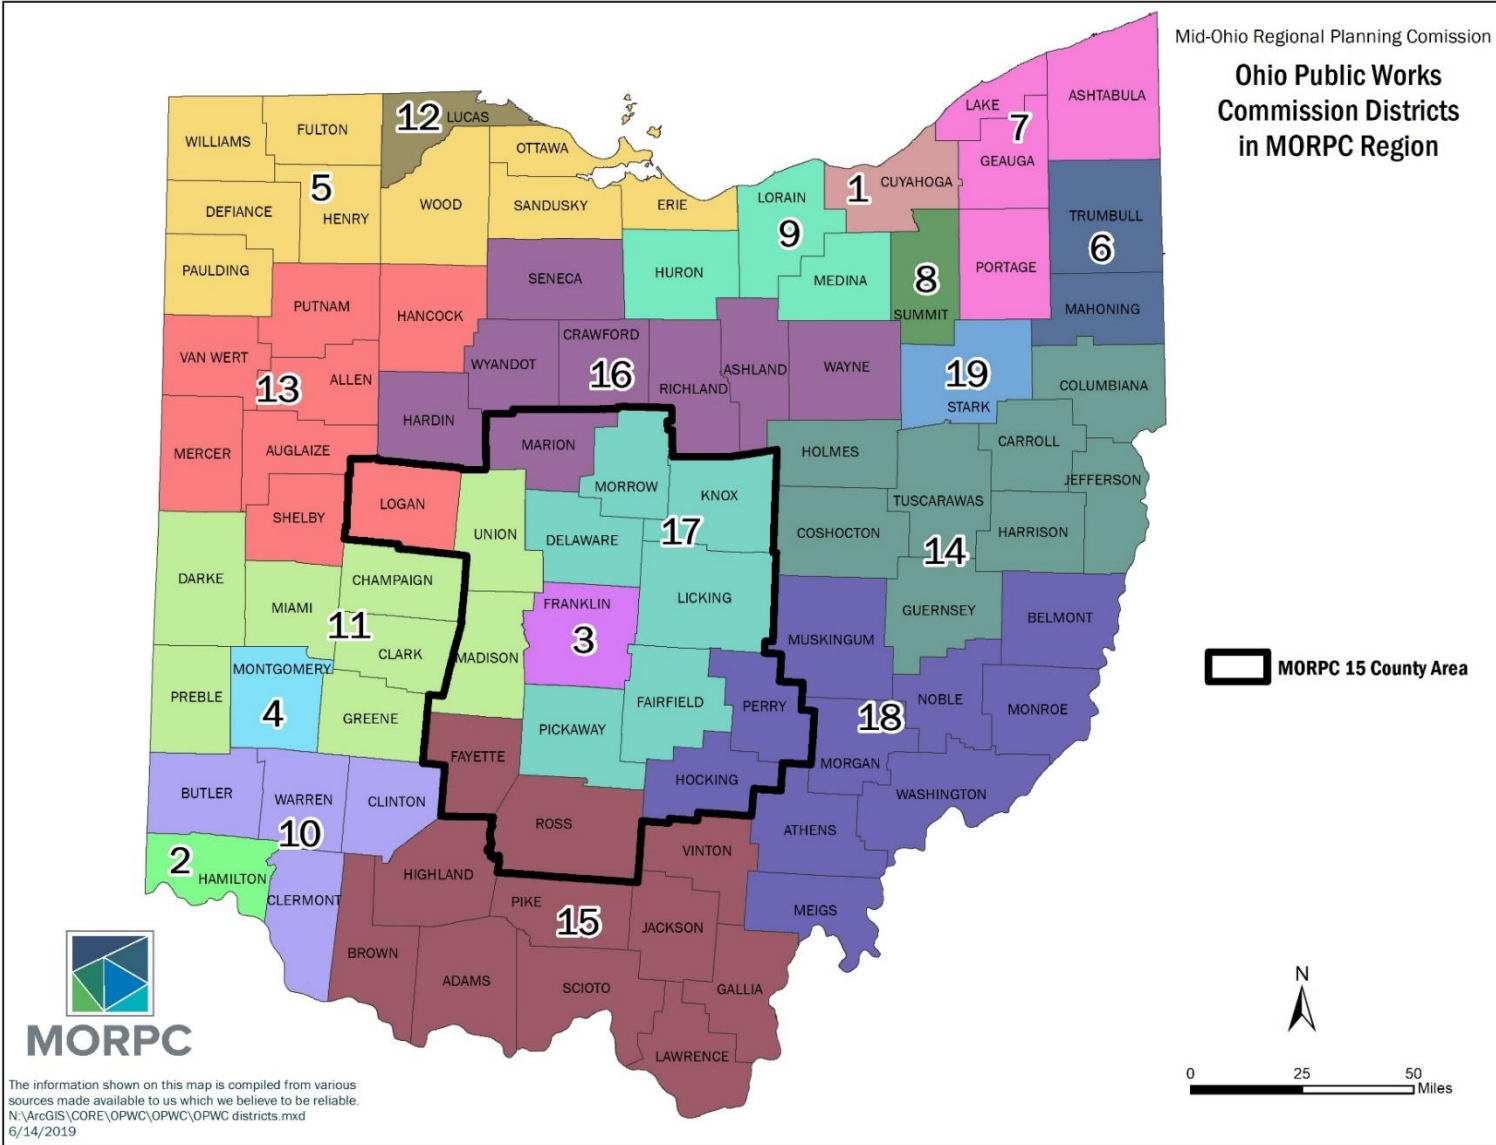 Mid-Ohio Regional Planning Comission
Ohio Public Works
Commission Districts
in MORPC Region
WILLIAMS
FULTON
12
LUCAS
OTTAWA
5
DEFIANCE
HENRY
WOOD
SANDUSKY
ERIE
PAULDING
LORAIN
9
1
CUYAHOGA
LAKE
7
GEAUGA
ASHTABULA
TRUMBULL
6
PUTNAM
HANCOCK
SENECA
HURON
MEDINA
8
SUMMIT
PORTAGE
MAHONING
VAN WERT
13
ALLEN
WYANDOT
CRAWFORD
16
RICHLAND
ASHLAND
WAYNE
19
STARK
COLUMBIANA
MERCER
AUGLAIZE
HARDIN
MARION
MORROW
KNOX
HOLMES
CARROLL
JEFFERSON
TUSCARAWAS
SHELBY
LOGAN
UNION
DELAWARE
17
COSHOCTON
14
HARRISON
DARKE
MIAMI
CHAMPAIGN
11
CLARK
FRANKLIN
3
LICKING
GUERNSEY
BELMONT
MUSKINGUM
MADISON
PREBLE
MONTGOMERY
4
GREENE
PICKAWAY
FAIRFIELD
PERRY
18
NOBLE
MONROE
MORGAN
WASHINGTON
FAYETTE
HOCKING
BUTLER
WARREN
10
CLINTON
ROSS
ATHENS
2
HAMILTON
CLERMONT
HIGHLAND
PIKE
15
VINTON
MEIGS
JACKSON
BROWN
ADAMS
SCIOTO
GALLIA
LAWRENCE
MORPC 15 County Area
MORPC
The information shown on this map is compiled from various
sources made available to us which we believe to be reliable.
N:\ArcGIS\CORE\OPWC\OPWC\OPWC districts.mxd
6/14/2019
N
0 25 50
Miles